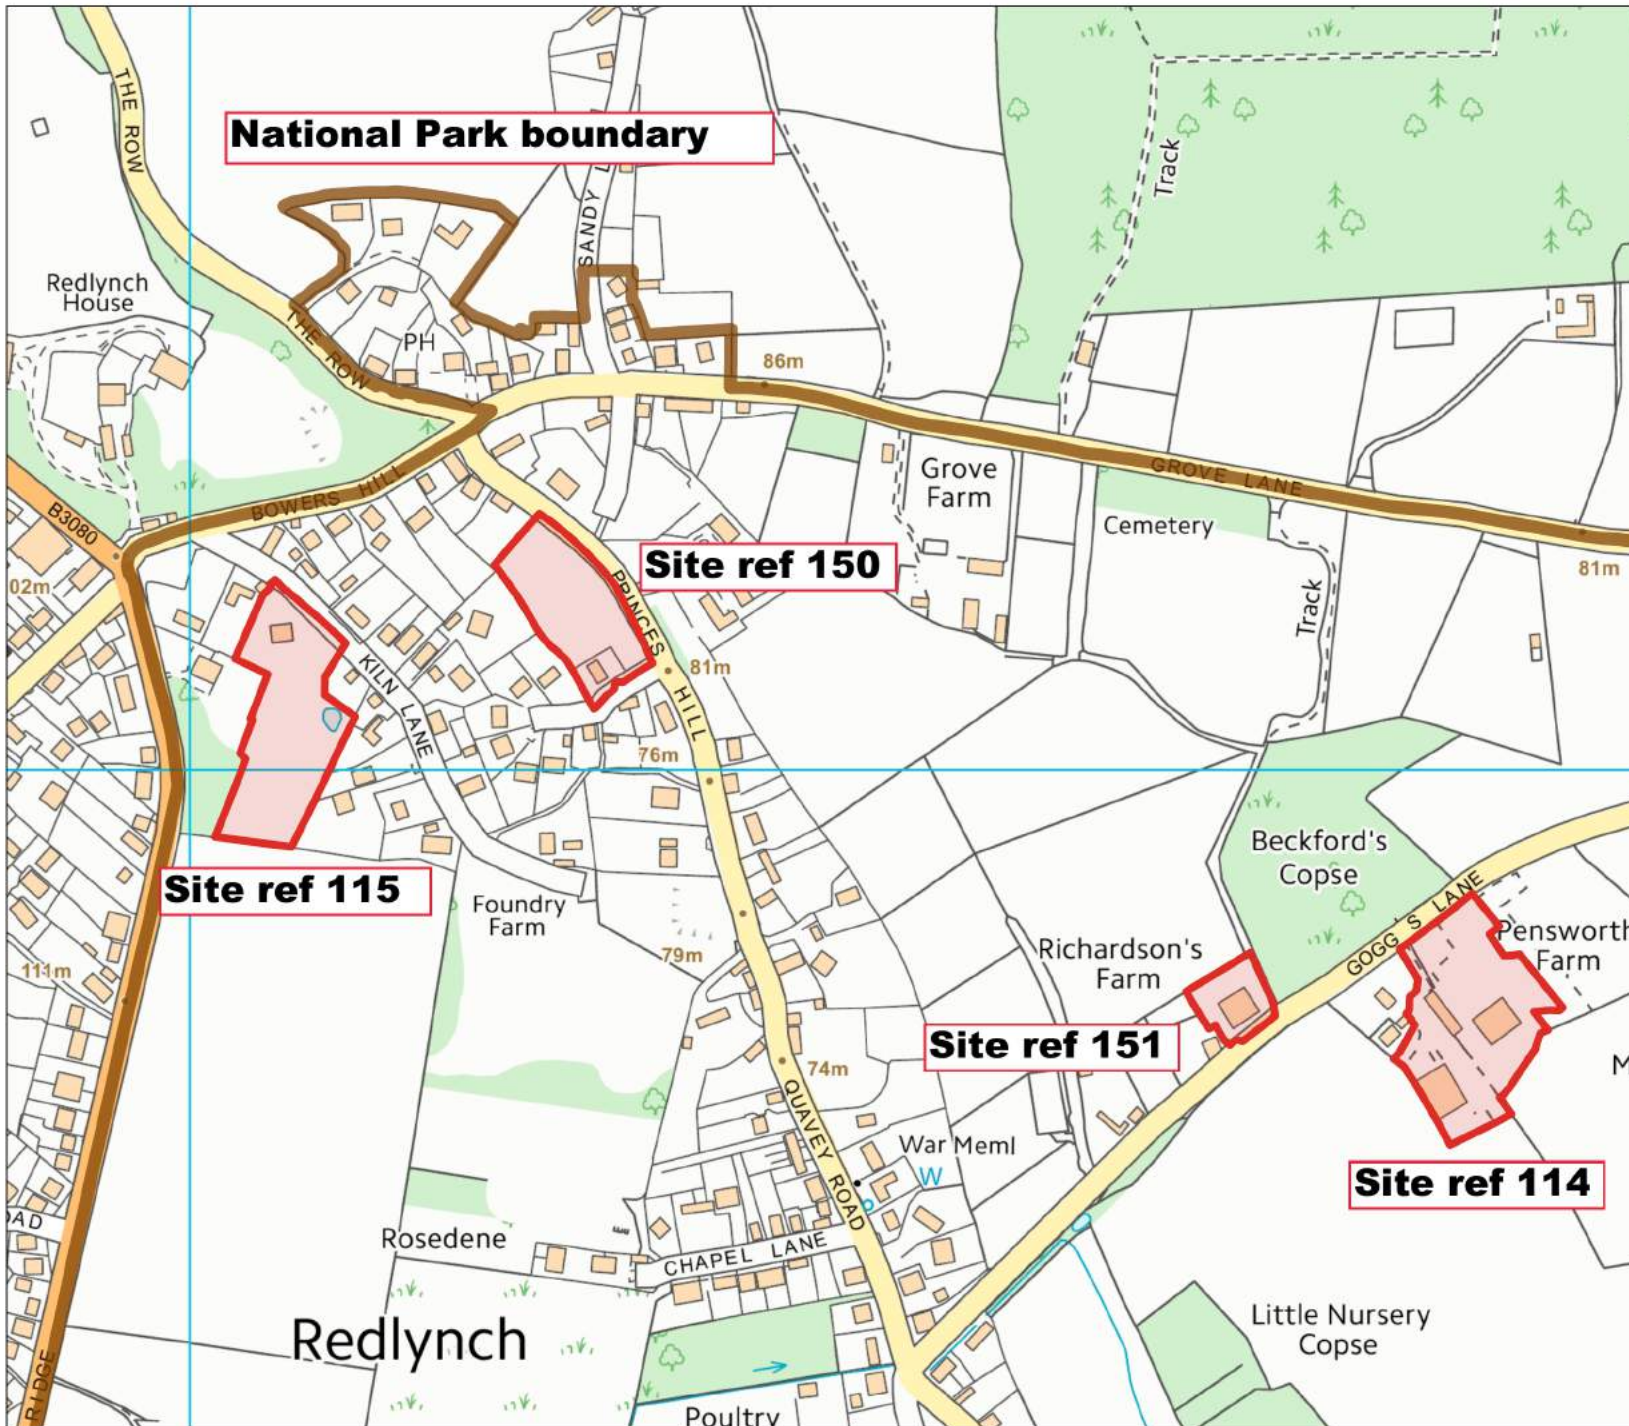 THE ROW
National Park boundary
Track
SANDY L
Redlynch
House
THE ROW
PH
86m
B3080
BOWERS HILL
Grove
Farm
GROVE LANE
Cemetery
02m
Site ref 150
81m
PRINCES HILL
Track
81m
KILN LANE
76m
Site ref 115
Beckford's
Copse
Foundry
Farm
GOGG S LANE
Pensworth
Farm
111m
79m
Richardson's
Farm
Site ref 151
74m
M
QUAVEY ROAD
War Meml
W
Site ref 114
OAD
Rosedene
CHAPEL LANE
Redlynch
Little Nursery
Copse
RIDGE
Poultry